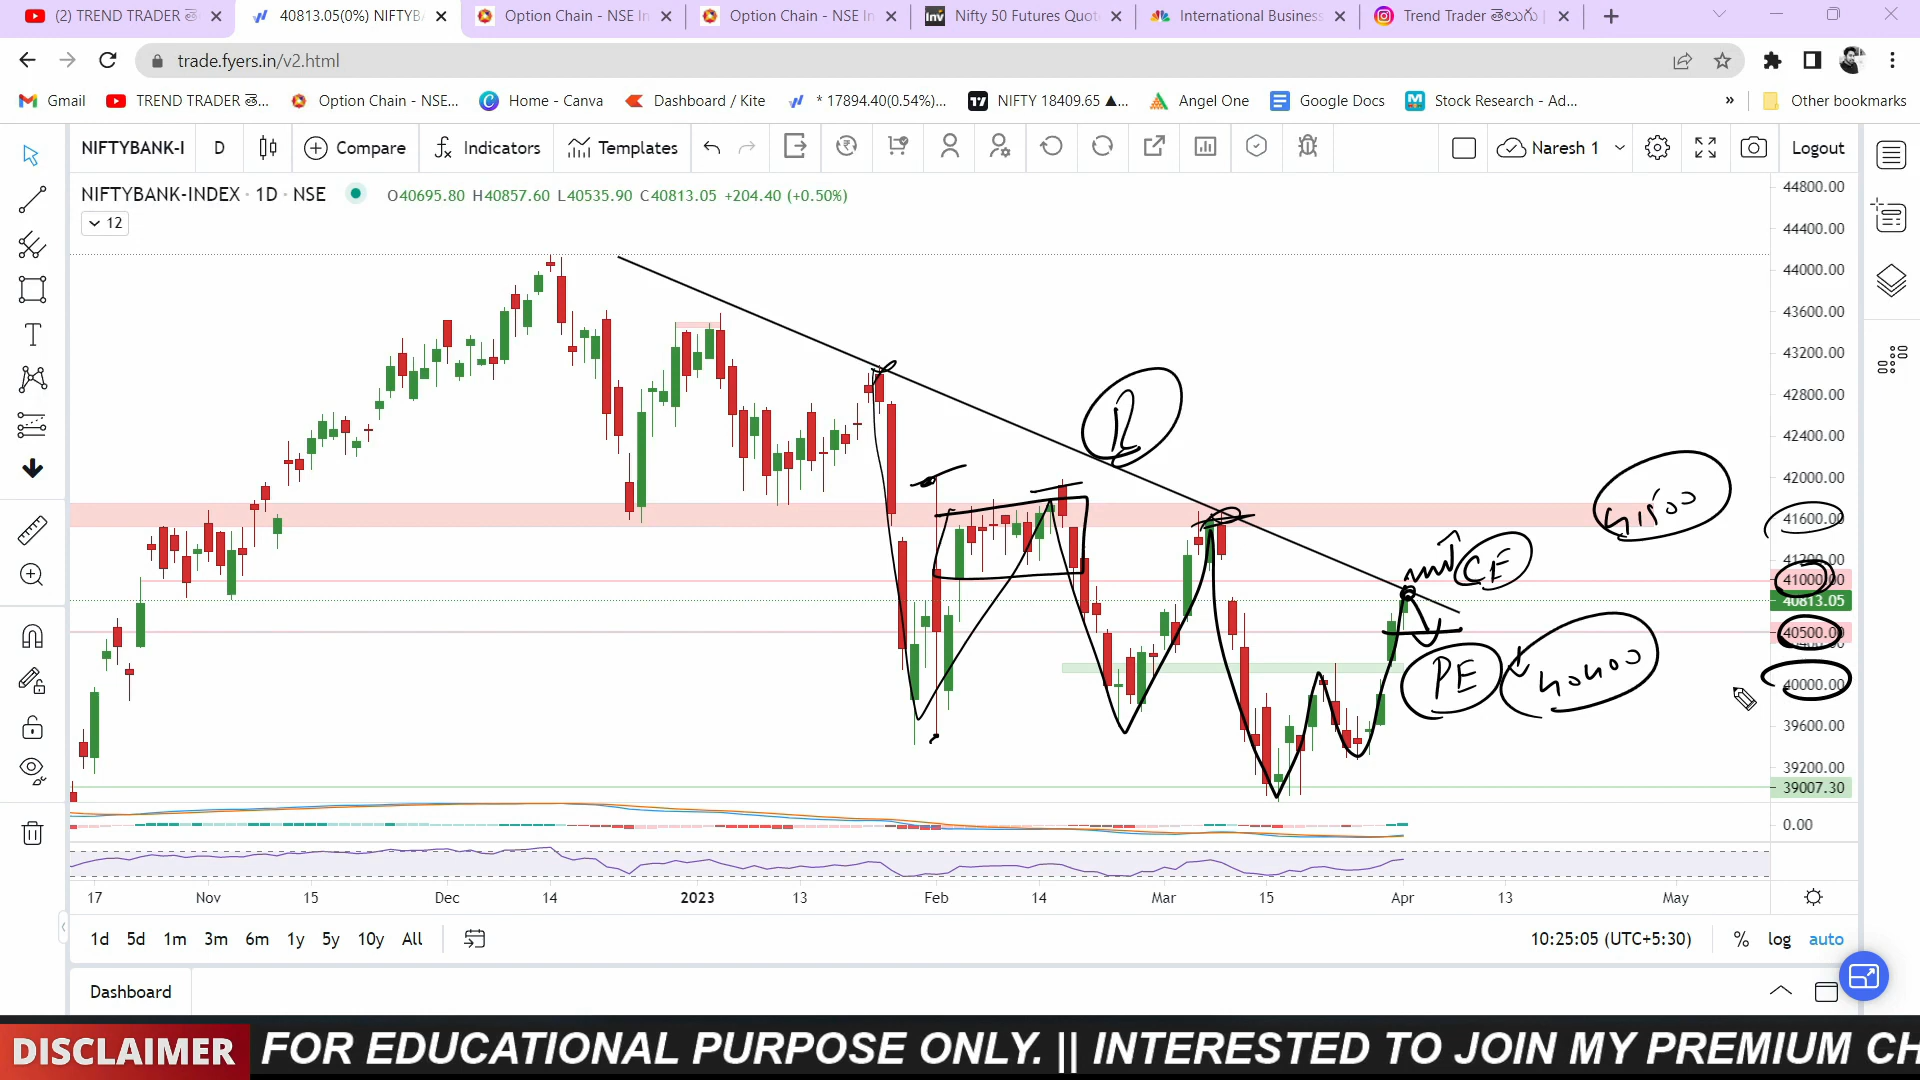 (2) TREND TRADER తె
40813.05(0%) NIFTYB
Option Chain - NSE In
Option Chain - NSE In
Nifty 50 Futures Quot
International Business
Trend Trader తెలుగు |
trade.fyers.in/v2.html
Gmail
TREND TRADER తె...
Option Chain - NSE...
Home - Canva
Dashboard / Kite
* 17894.40(0.54%)...
NIFTY 18409.65 ▲...
Angel One
Google Docs
Stock Research - Ad...
»
Other bookmarks
NIFTYBANK-I
D
Compare
Indicators
Templates
Naresh 1
Logout
NIFTYBANK-INDEX · 1D · NSE
O40695.80 H40857.60 L40535.90 C40813.05 +204.40 (+0.50%)
12
44800.00
44400.00
44000.00
43600.00
43200.00
42800.00
42400.00
42000.00
41600.00
41200.00
41000.00
40813.05
40500.00
40000.00
39600.00
39200.00
39007.30
0.00
R
CE
PE
40400
17
Nov
15
Dec
14
2023
13
Feb
14
Mar
15
Apr
13
May
1d 5d 1m 3m 6m 1y 5y 10y All
10:25:05 (UTC+5:30)
%
log
auto
Dashboard
DISCLAIMER
FOR EDUCATIONAL PURPOSE ONLY. || INTERESTED TO JOIN MY PREMIUM CH